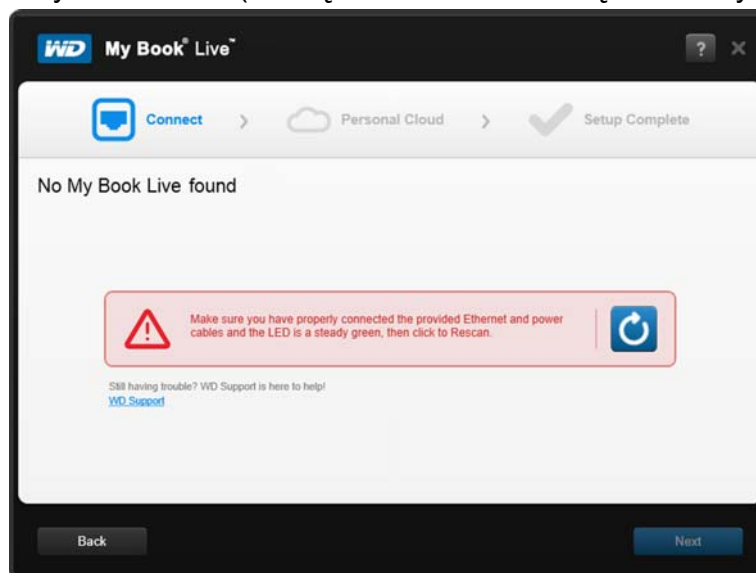 WD My Book® Live™ ?
Connect > Personal Cloud > Setup Complete
No My Book Live found
Make sure you have properly connected the provided Ethernet and power
cables and the LED is a steady green, then click to Rescan.
Still having trouble? WD Support is here to help!
WD Support
Back Next